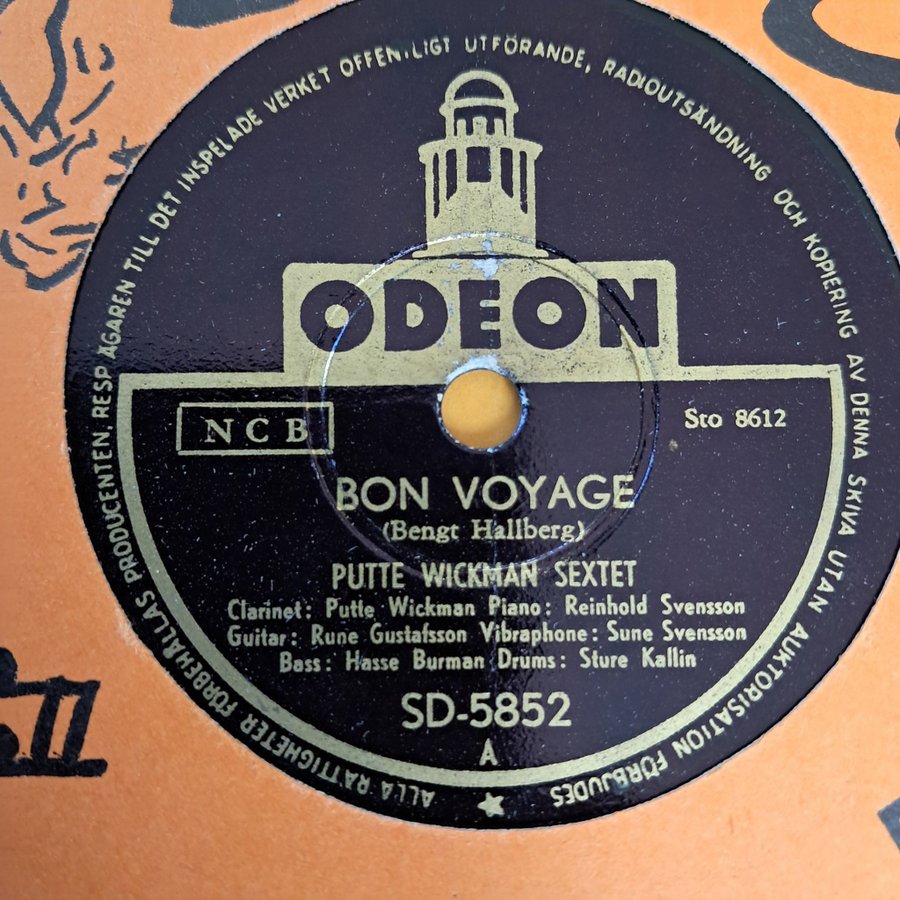 ALLA RÄTTIGHETER FÖRBEHÅLLAS PRODUCENTEN, RESP ÄGAREN TILL DET INSPELADE VERKET OFFENTLIGT UTFÖRANDE, RADIOUTSÄNDNING OCH KOPIERING AV DENNA SKIVA UTAN AUKTORISATION FÖRBJUDES
ODEON
NCB
Sto 8612
BON VOYAGE
(Bengt Hallberg)
PUTTE WICKMAN SEXTET
Clarinet: Putte Wickman Piano: Reinhold Svensson
Guitar: Rune Gustafsson Vibraphone: Sune Svensson
Bass: Hasse Burman Drums: Sture Kallin
SD-5852
A